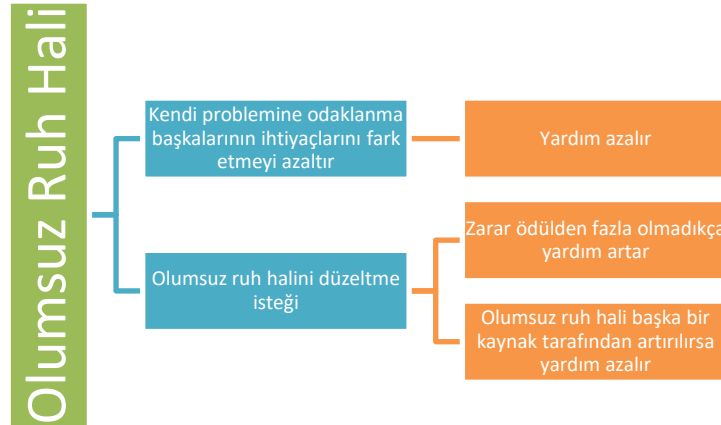 Olumsuz Ruh Hali
Kendi problemine odaklanma
başkalarının ihtiyaçlarını fark
etmeyi azaltır
Yardım azalır
Olumsuz ruh halini düzeltme
isteği
Zarar ödülden fazla olmadıkça
yardım artar
Olumsuz ruh hali başka bir
kaynak tarafından artırılırsa
yardım azalır